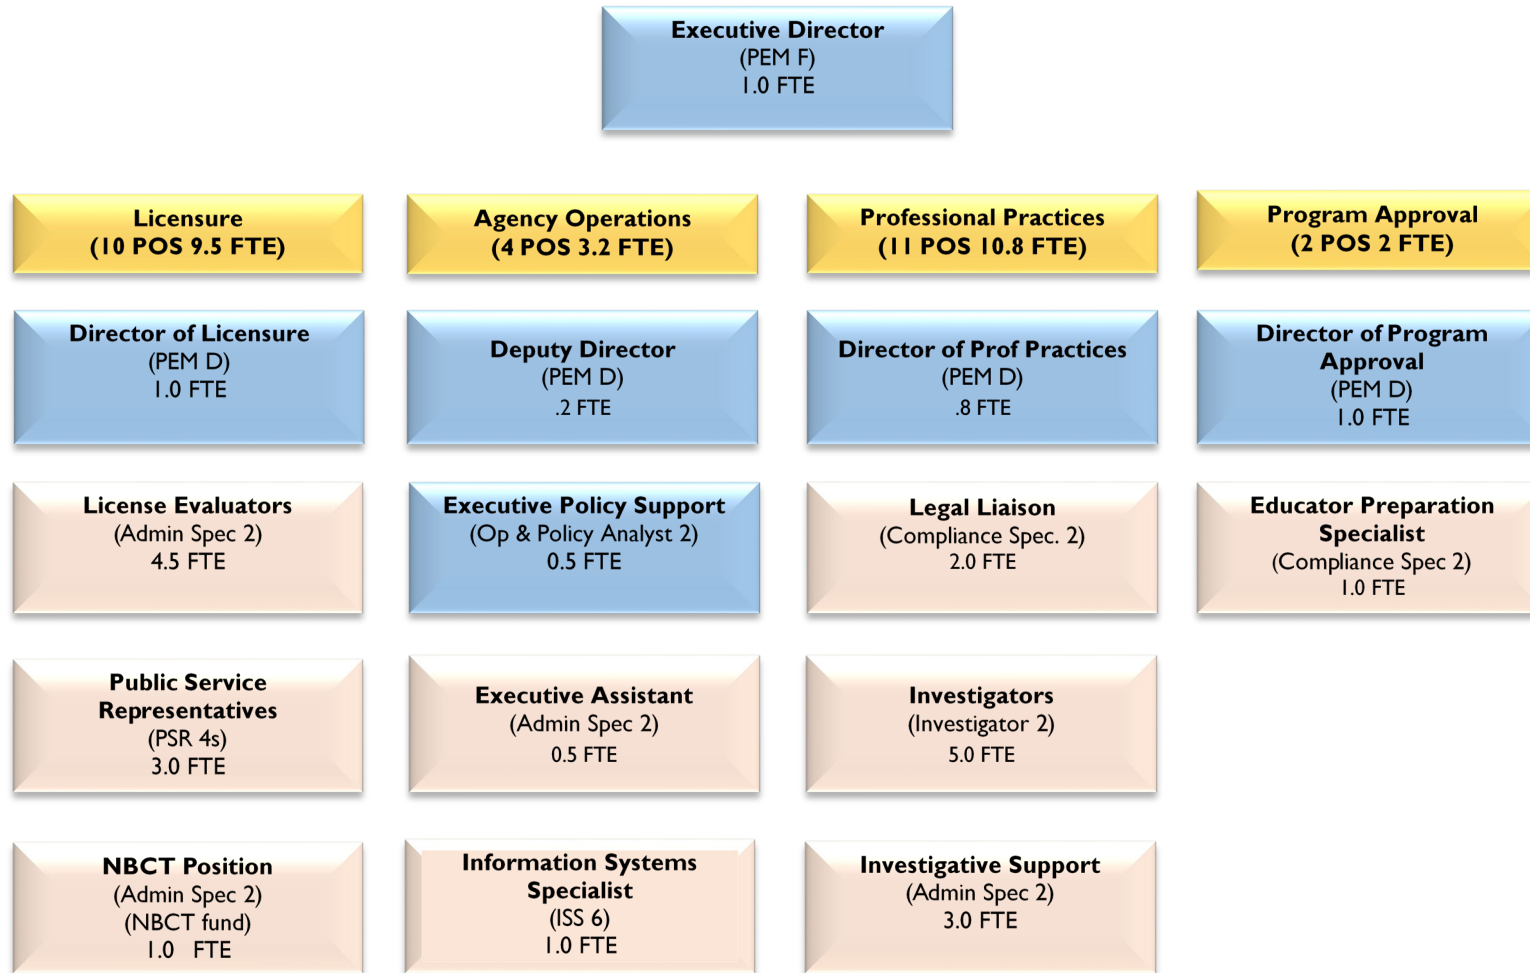 Executive Director
(PEM F)
1.0 FTE
Licensure
(10 POS 9.5 FTE)
Agency Operations
(4 POS 3.2 FTE)
Professional Practices
(11 POS 10.8 FTE)
Program Approval
(2 POS 2 FTE)
Director of Licensure
(PEM D)
1.0 FTE
Deputy Director
(PEM D)
.2 FTE
Director of Prof Practices
(PEM D)
.8 FTE
Director of Program
Approval
(PEM D)
1.0 FTE
License Evaluators
(Admin Spec 2)
4.5 FTE
Executive Policy Support
(Op & Policy Analyst 2)
0.5 FTE
Legal Liaison
(Compliance Spec. 2)
2.0 FTE
Educator Preparation
Specialist
(Compliance Spec 2)
1.0 FTE
Public Service
Representatives
(PSR 4s)
3.0 FTE
Executive Assistant
(Admin Spec 2)
0.5 FTE
Investigators
(Investigator 2)
5.0 FTE
NBCT Position
(Admin Spec 2)
(NBCT fund)
1.0 FTE
Information Systems
Specialist
(ISS 6)
1.0 FTE
Investigative Support
(Admin Spec 2)
3.0 FTE